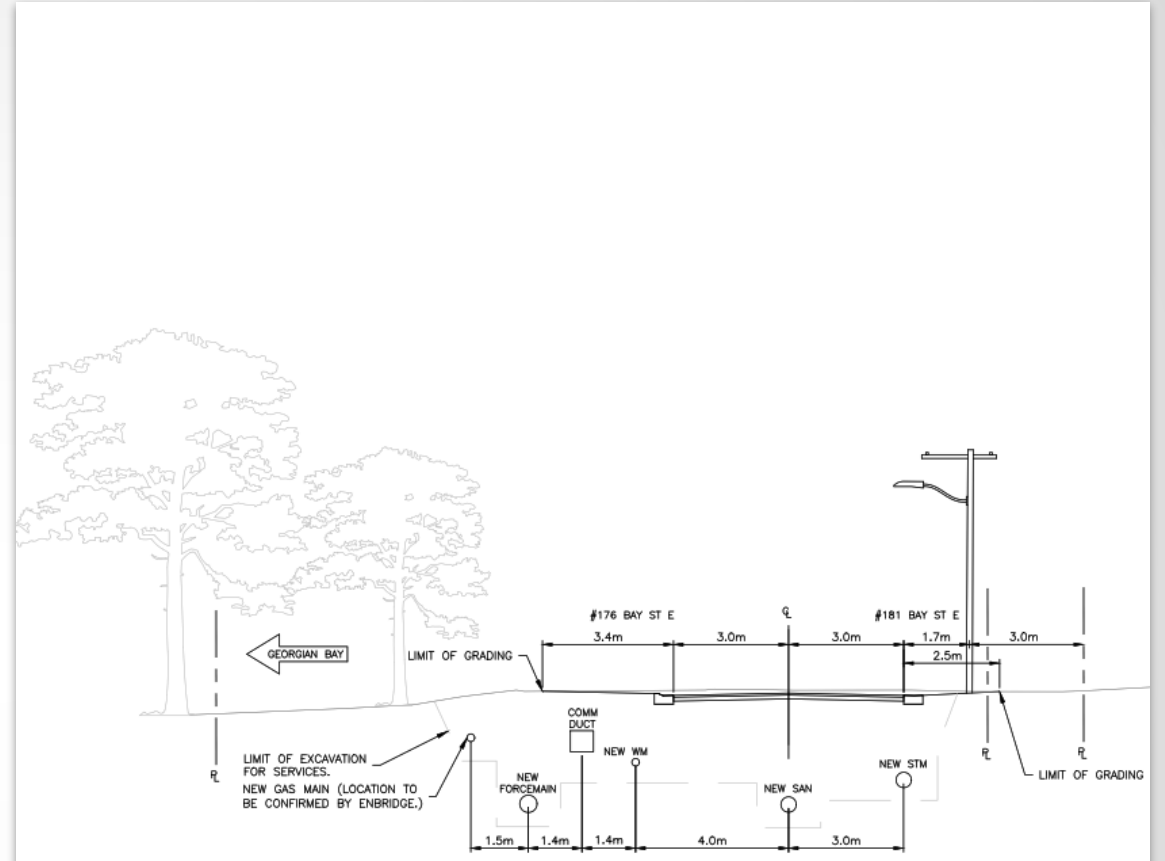 #176 BAY ST E
℄
#181 BAY ST E
3.4m
3.0m
3.0m
1.7m
3.0m
2.5m
GEORGIAN BAY
LIMIT OF GRADING
COMM
DUCT
NEW WM
LIMIT OF EXCAVATION
FOR SERVICES.
NEW GAS MAIN (LOCATION TO
BE CONFIRMED BY ENBRIDGE.)
NEW
FORCEMAIN
NEW SAN
NEW STM
LIMIT OF GRADING
PL
PL
PL
1.5m
1.4m
1.4m
4.0m
3.0m